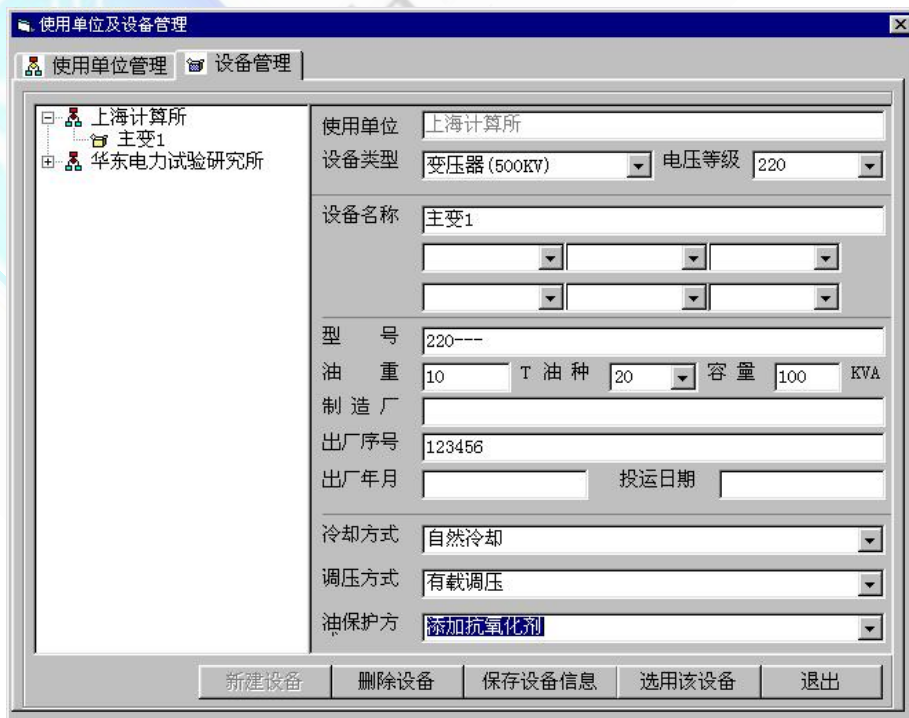 使用单位及设备管理
使用单位管理 设备管理
上海计算所
主变1
华东电力试验研究所
使用单位 上海计算所
设备类型 变压器(500KV) 电压等级 220
设备名称 主变1
型 号 220---
油 重 10 T 油 种 20 容 量 100 KVA
制 造 厂
出厂序号 123456
出厂年月 投运日期
冷却方式 自然冷却
调压方式 有载调压
油保护方 添加抗氧化剂
新建设备 删除设备 保存设备信息 选用该设备 退出